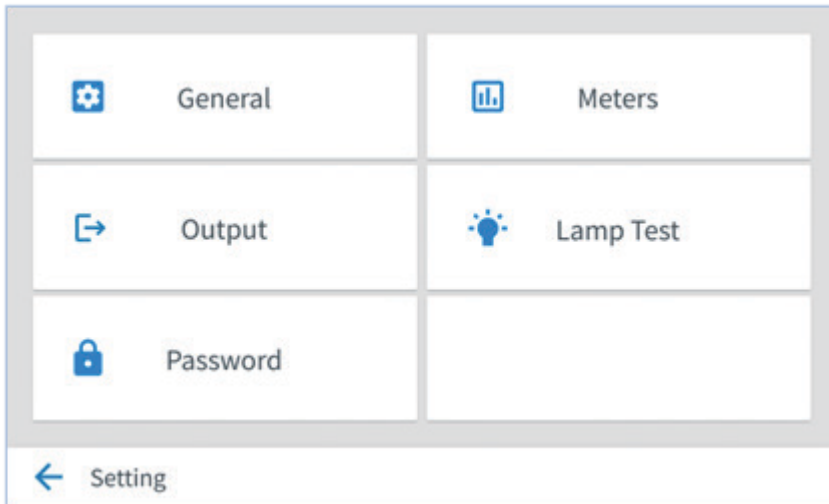 General
Meters
Output
Lamp Test
Password
Setting